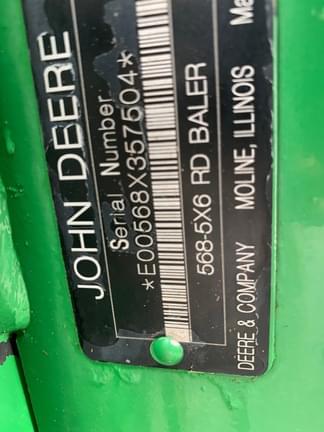 JOHN DEERE
Serial Number
*E00568X357504*
568-5X6 RD BALER
DEERE & COMPANY MOLINE, ILLINOIS